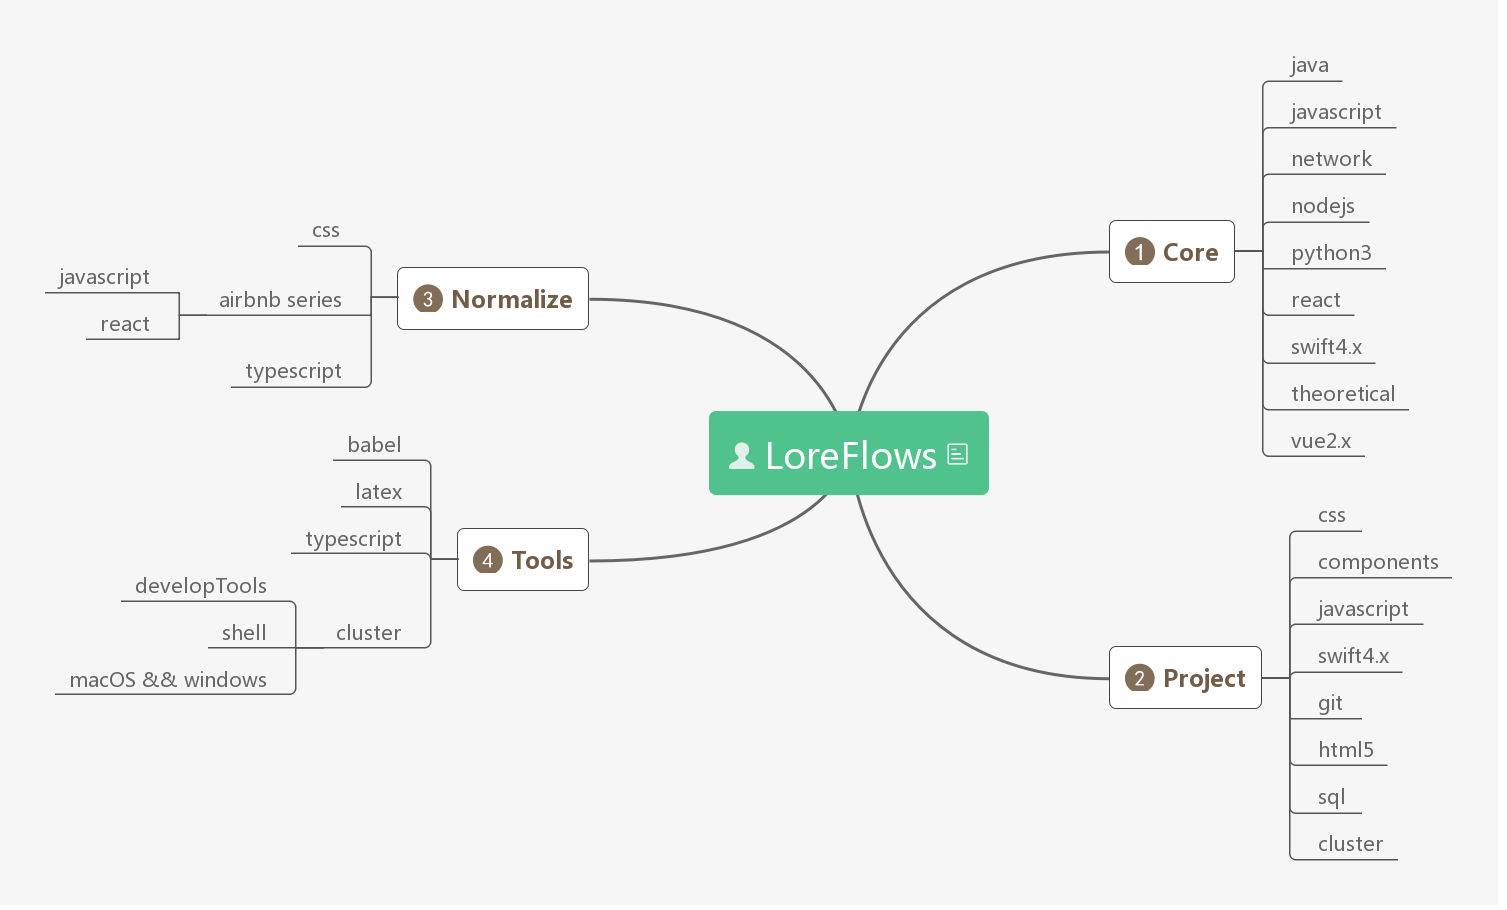 LoreFlows
1 Core
java
javascript
network
nodejs
python3
react
swift4.x
theoretical
vue2.x
2 Project
css
components
javascript
swift4.x
git
html5
sql
cluster
3 Normalize
css
airbnb series
javascript
react
typescript
4 Tools
babel
latex
typescript
cluster
developTools
shell
macOS && windows